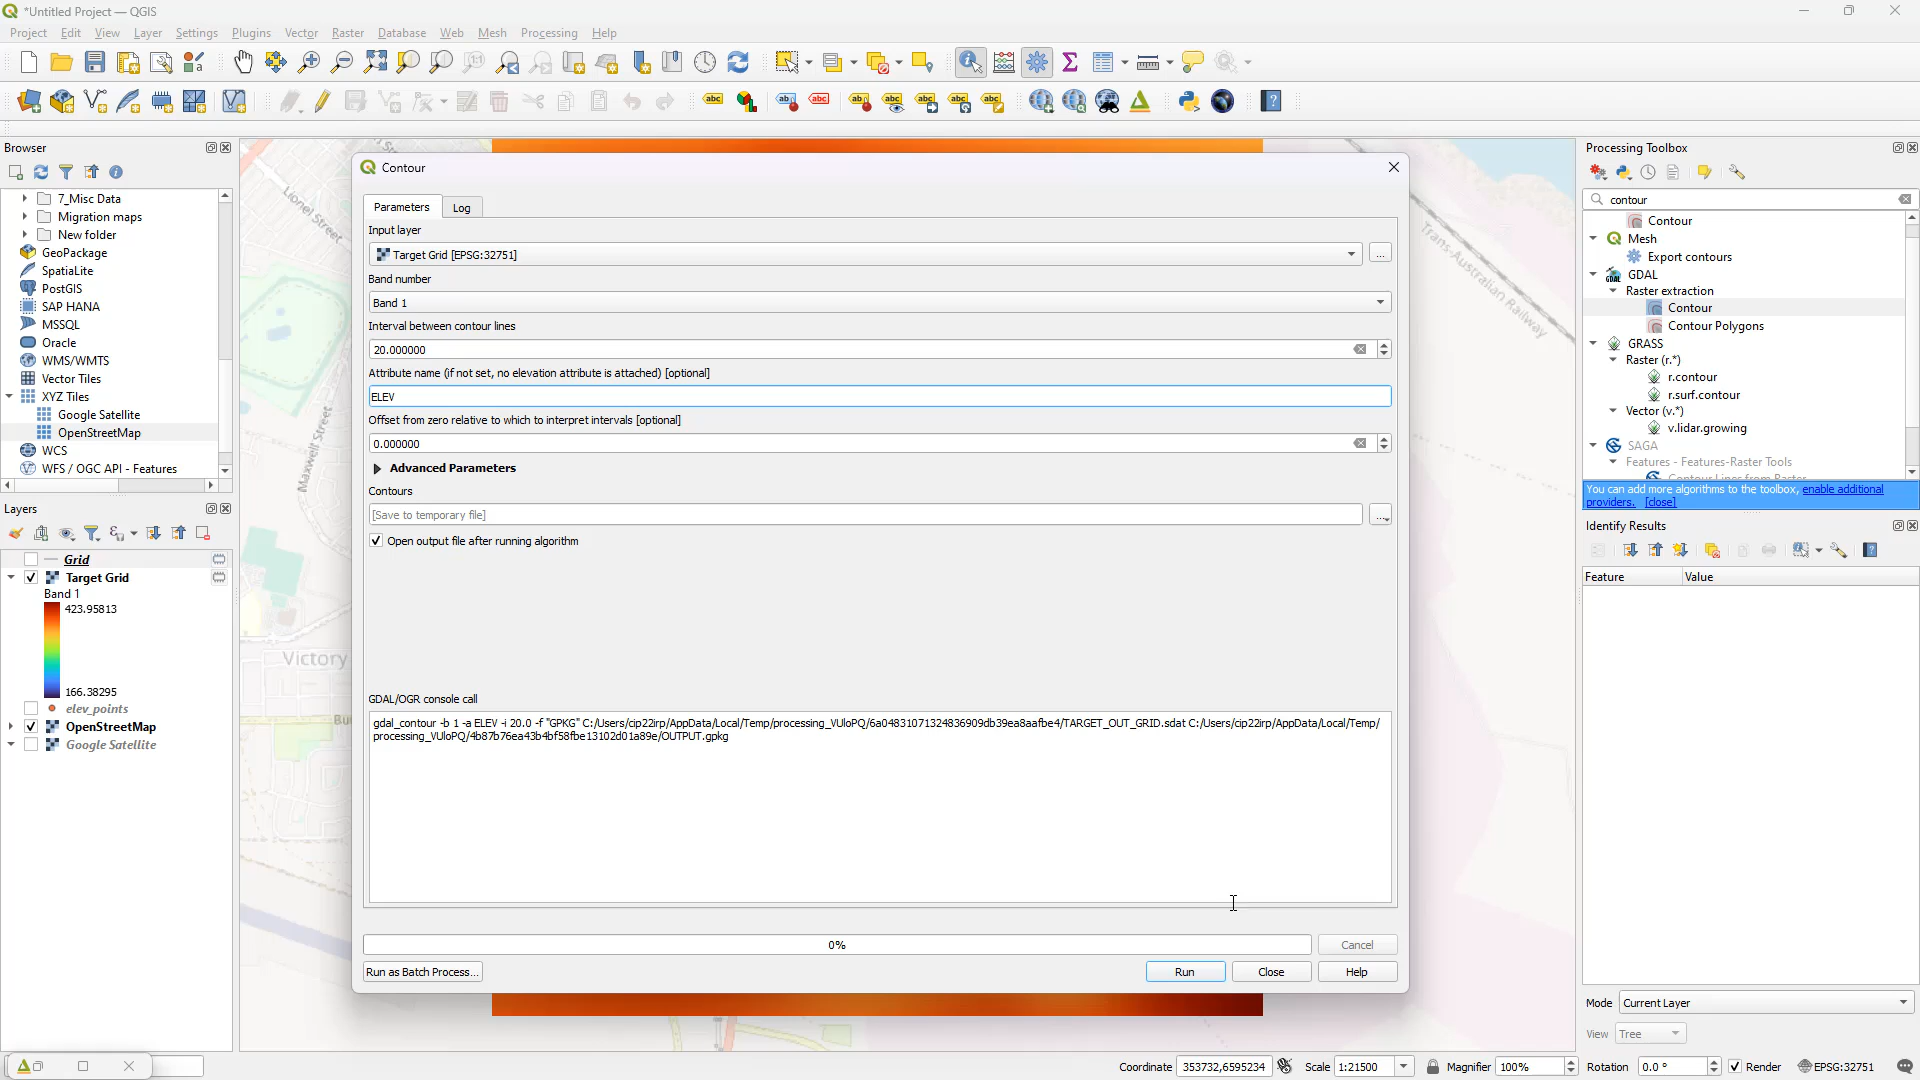 *Untitled Project — QGIS
Project Edit View Layer Settings Plugins Vector Raster Database Web Mesh Processing Help
Browser
7_Misc Data
Migration maps
New folder
GeoPackage
SpatiaLite
PostGIS
SAP HANA
MSSQL
Oracle
WMS/WMTS
Vector Tiles
XYZ Tiles
Google Satellite
OpenStreetMap
WCS
WFS / OGC API - Features
Layers
Grid
Target Grid
Band 1
423.95813
166.38295
elev_points
OpenStreetMap
Google Satellite
Lionel Street
Maxwell Street
Victory
Trans-Australian Railway
Contour
Parameters Log
Input layer
Target Grid [EPSG:32751]
Band number
Band 1
Interval between contour lines
20.000000
Attribute name (if not set, no elevation attribute is attached) [optional]
ELEV
Offset from zero relative to which to interpret intervals [optional]
0.000000
Advanced Parameters
Contours
[Save to temporary file]
Open output file after running algorithm
GDAL/OGR console call
gdal_contour -b 1 -a ELEV -i 20.0 -f "GPKG" C:/Users/cip22irp/AppData/Local/Temp/processing_VUloPQ/6a04831071324836909db39ea8aafbe4/TARGET_OUT_GRID.sdat C:/Users/cip22irp/AppData/Local/Temp/
processing_VUloPQ/4b87b76ea43b4bf58fbe13102d01a89e/OUTPUT.gpkg
0%
Cancel
Run as Batch Process...
Run Close Help
Processing Toolbox
contour
Contour
Mesh
Export contours
GDAL
Raster extraction
Contour
Contour Polygons
GRASS
Raster (r.*)
r.contour
r.surf.contour
Vector (v.*)
v.lidar.growing
SAGA
Features - Features-Raster Tools
Contour Lines from Raster
You can add more algorithms to the toolbox, enable additional
providers. [close]
Identify Results
Feature Value
Mode Current Layer
View Tree
Coordinate 353732,6595234 Scale 1:21500 Magnifier 100% Rotation 0.0 ° Render EPSG:32751